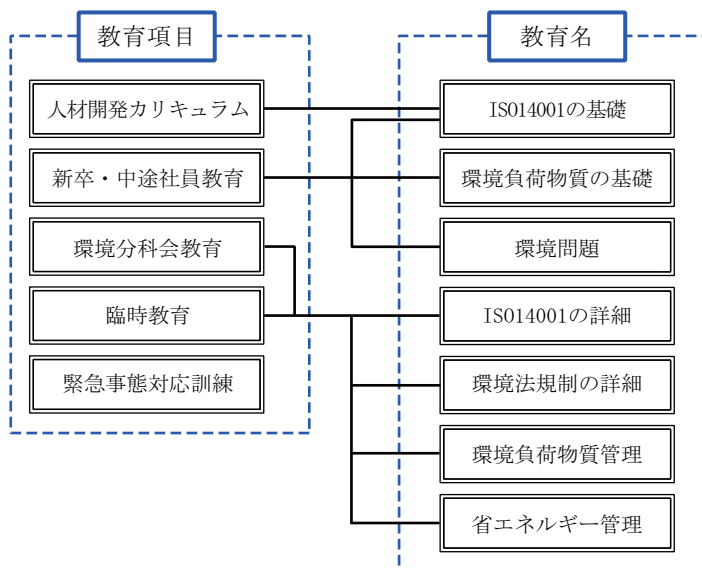 教育項目
人材開発カリキュラム
新卒・中途社員教育
環境分科会教育
臨時教育
緊急事態対応訓練
教育名
ISO14001の基礎
環境負荷物質の基礎
環境問題
ISO14001の詳細
環境法規制の詳細
環境負荷物質管理
省エネルギー管理